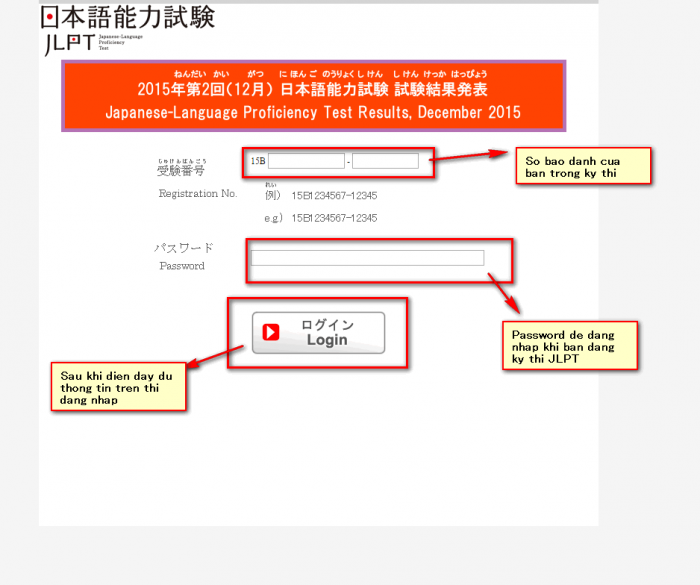 日本語能力試験
JLPT Japanese-Language
Proficiency
Test
ねんだい かい がつ にほんご のうりょくしけん しけんけっか はっぴょう
2015年第2回(12月) 日本語能力試験 試験結果発表
Japanese-Language Proficiency Test Results, December 2015
じゅけんばんごう
受験番号
15B -
So bao danh cua
ban trong ky thi
Registration No.
れい
例) 15B1234567-12345
e.g.) 15B1234567-12345
パスワード
Password
Password de dang
nhap khi ban dang
ky thi JLPT
ログイン
Login
Sau khi dien day du
thong tin tren thi
dang nhap